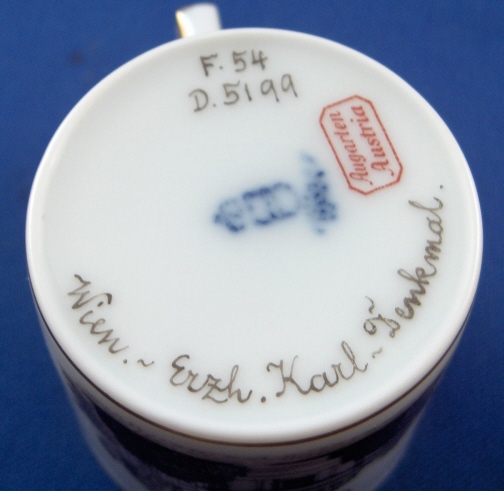 F. 54
D. 5199
Augarten
Austria
Wien. ~ Erzh. Karl ~ Denkmal.